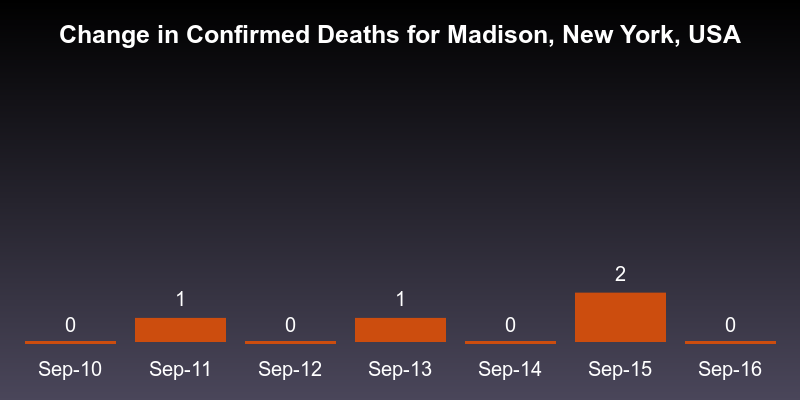 Change in Confirmed Deaths for Madison, New York, USA
0
1
0
1
0
2
0
Sep-10
Sep-11
Sep-12
Sep-13
Sep-14
Sep-15
Sep-16